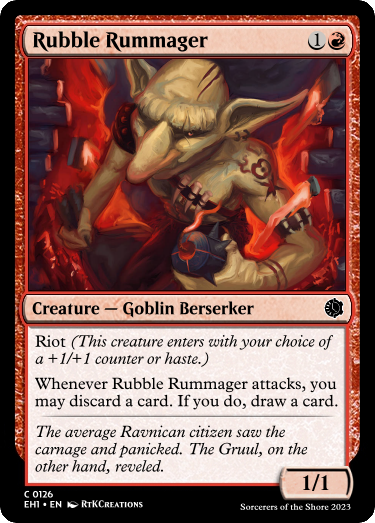 Rubble Rummager 1
Creature — Goblin Berserker
Riot (This creature enters with your choice of
a +1/+1 counter or haste.)
Whenever Rubble Rummager attacks, you
may discard a card. If you do, draw a card.
The average Ravnican citizen saw the
carnage and panicked. The Gruul, on the
other hand, reveled.
1/1
C 0126
EH1 • EN RTKCREATIONS
Sorcerers of the Shore 2023